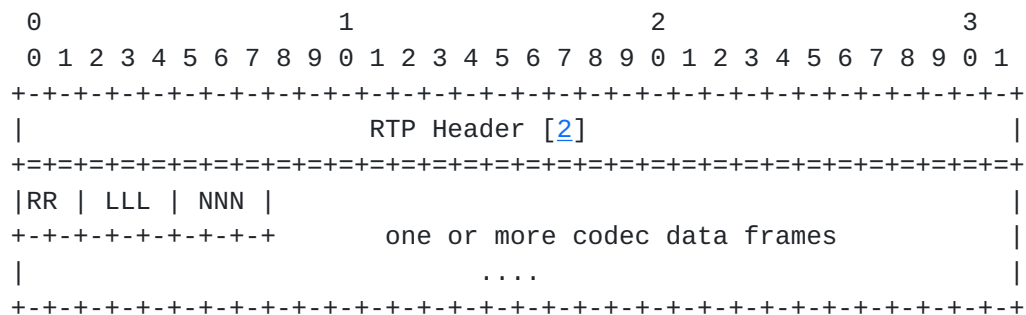 0                   1                   2                   3
 0 1 2 3 4 5 6 7 8 9 0 1 2 3 4 5 6 7 8 9 0 1 2 3 4 5 6 7 8 9 0 1
+-+-+-+-+-+-+-+-+-+-+-+-+-+-+-+-+-+-+-+-+-+-+-+-+-+-+-+-+-+-+-+-+
|                      RTP Header [2]                           |
+=+=+=+=+=+=+=+=+=+=+=+=+=+=+=+=+=+=+=+=+=+=+=+=+=+=+=+=+=+=+=+=+
|RR | LLL | NNN |                                               |
+-+-+-+-+-+-+-+-+       one or more codec data frames           |
|                             ....                              |
+-+-+-+-+-+-+-+-+-+-+-+-+-+-+-+-+-+-+-+-+-+-+-+-+-+-+-+-+-+-+-+-+